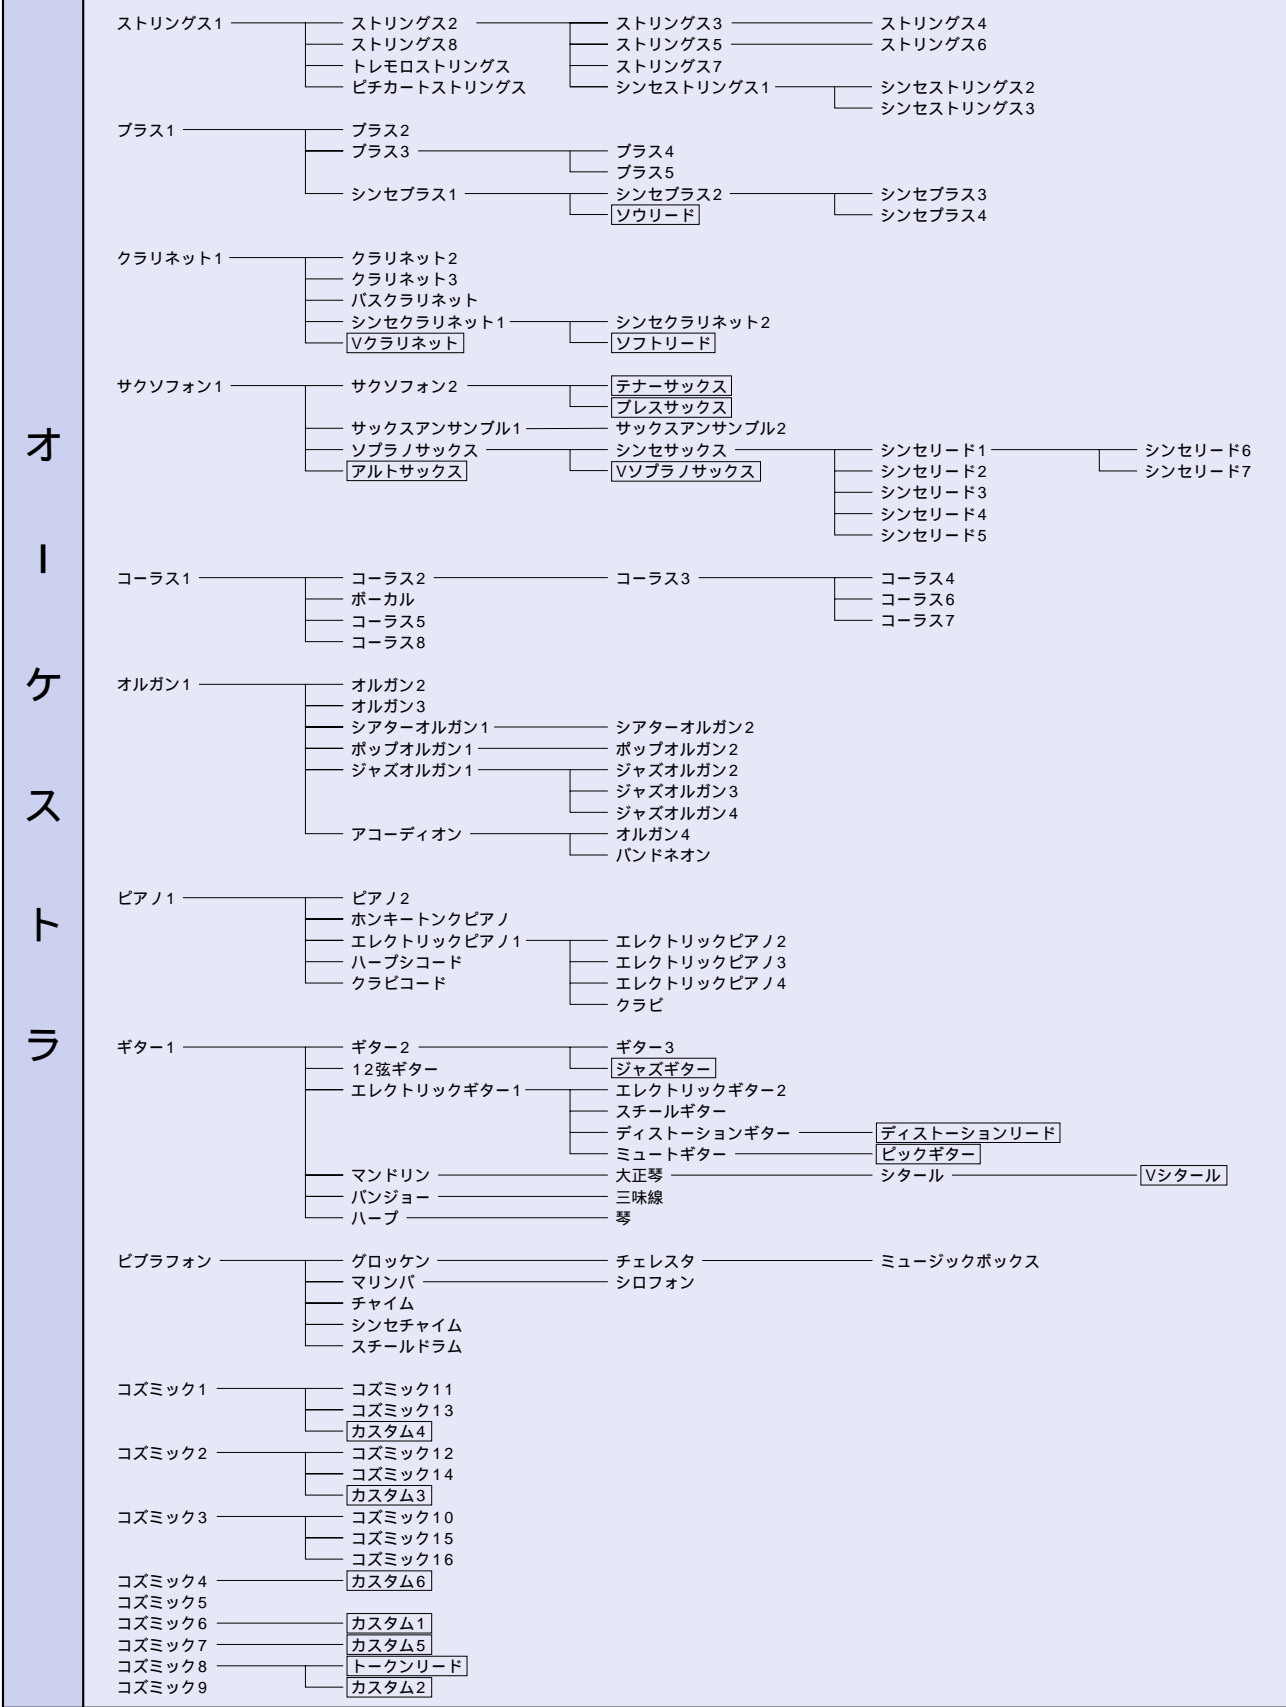 オーケストラ
ストリングス1 ストリングス2 ストリングス3 ストリングス4
ストリングス8 ストリングス5 ストリングス6
トレモロストリングス ストリングス7
ピチカートストリングス シンセストリングス1 シンセストリングス2
シンセストリングス3
ブラス1 ブラス2
ブラス3 ブラス4
ブラス5
シンセブラス1 シンセブラス2 シンセブラス3
ソウリード シンセブラス4
クラリネット1 クラリネット2
クラリネット3
バスクラリネット
シンセクラリネット1 シンセクラリネット2
Vクラリネット ソフトリード
サクソフォン1 サクソフォン2 テナーサックス
ブレスサックス
サックスアンサンブル1 サックスアンサンブル2
ソプラノサックス シンセサックス シンセリード1 シンセリード6
アルトサックス Vソプラノサックス シンセリード2 シンセリード7
シンセリード3
シンセリード4
シンセリード5
コーラス1 コーラス2 コーラス3 コーラス4
ボーカル コーラス6
コーラス5 コーラス7
コーラス8
オルガン1 オルガン2
オルガン3
シアターオルガン1 シアターオルガン2
ポップオルガン1 ポップオルガン2
ジャズオルガン1 ジャズオルガン2
ジャズオルガン3
ジャズオルガン4
アコーディオン オルガン4
バンドネオン
ピアノ1 ピアノ2
ホンキートンクピアノ
エレクトリックピアノ1 エレクトリックピアノ2
ハープシコード エレクトリックピアノ3
クラビコード エレクトリックピアノ4
クラビ
ギター1 ギター2 ギター3
12弦ギター ジャズギター
エレクトリックギター1 エレクトリックギター2
スチールギター
ディストーションギター ディストーションリード
ミュートギター ピックギター
マンドリン 大正琴 シタール Vシタール
バンジョー 三味線
ハープ 琴
ビブラフォン グロッケン チェレスタ ミュージックボックス
マリンバ シロフォン
チャイム
シンセチャイム
スチールドラム
コズミック1 コズミック11
コズミック13
カスタム4
コズミック2 コズミック12
コズミック14
カスタム3
コズミック3 コズミック10
コズミック15
コズミック16
コズミック4 カスタム6
コズミック5
コズミック6 カスタム1
コズミック7 カスタム5
コズミック8 トークンリード
コズミック9 カスタム2